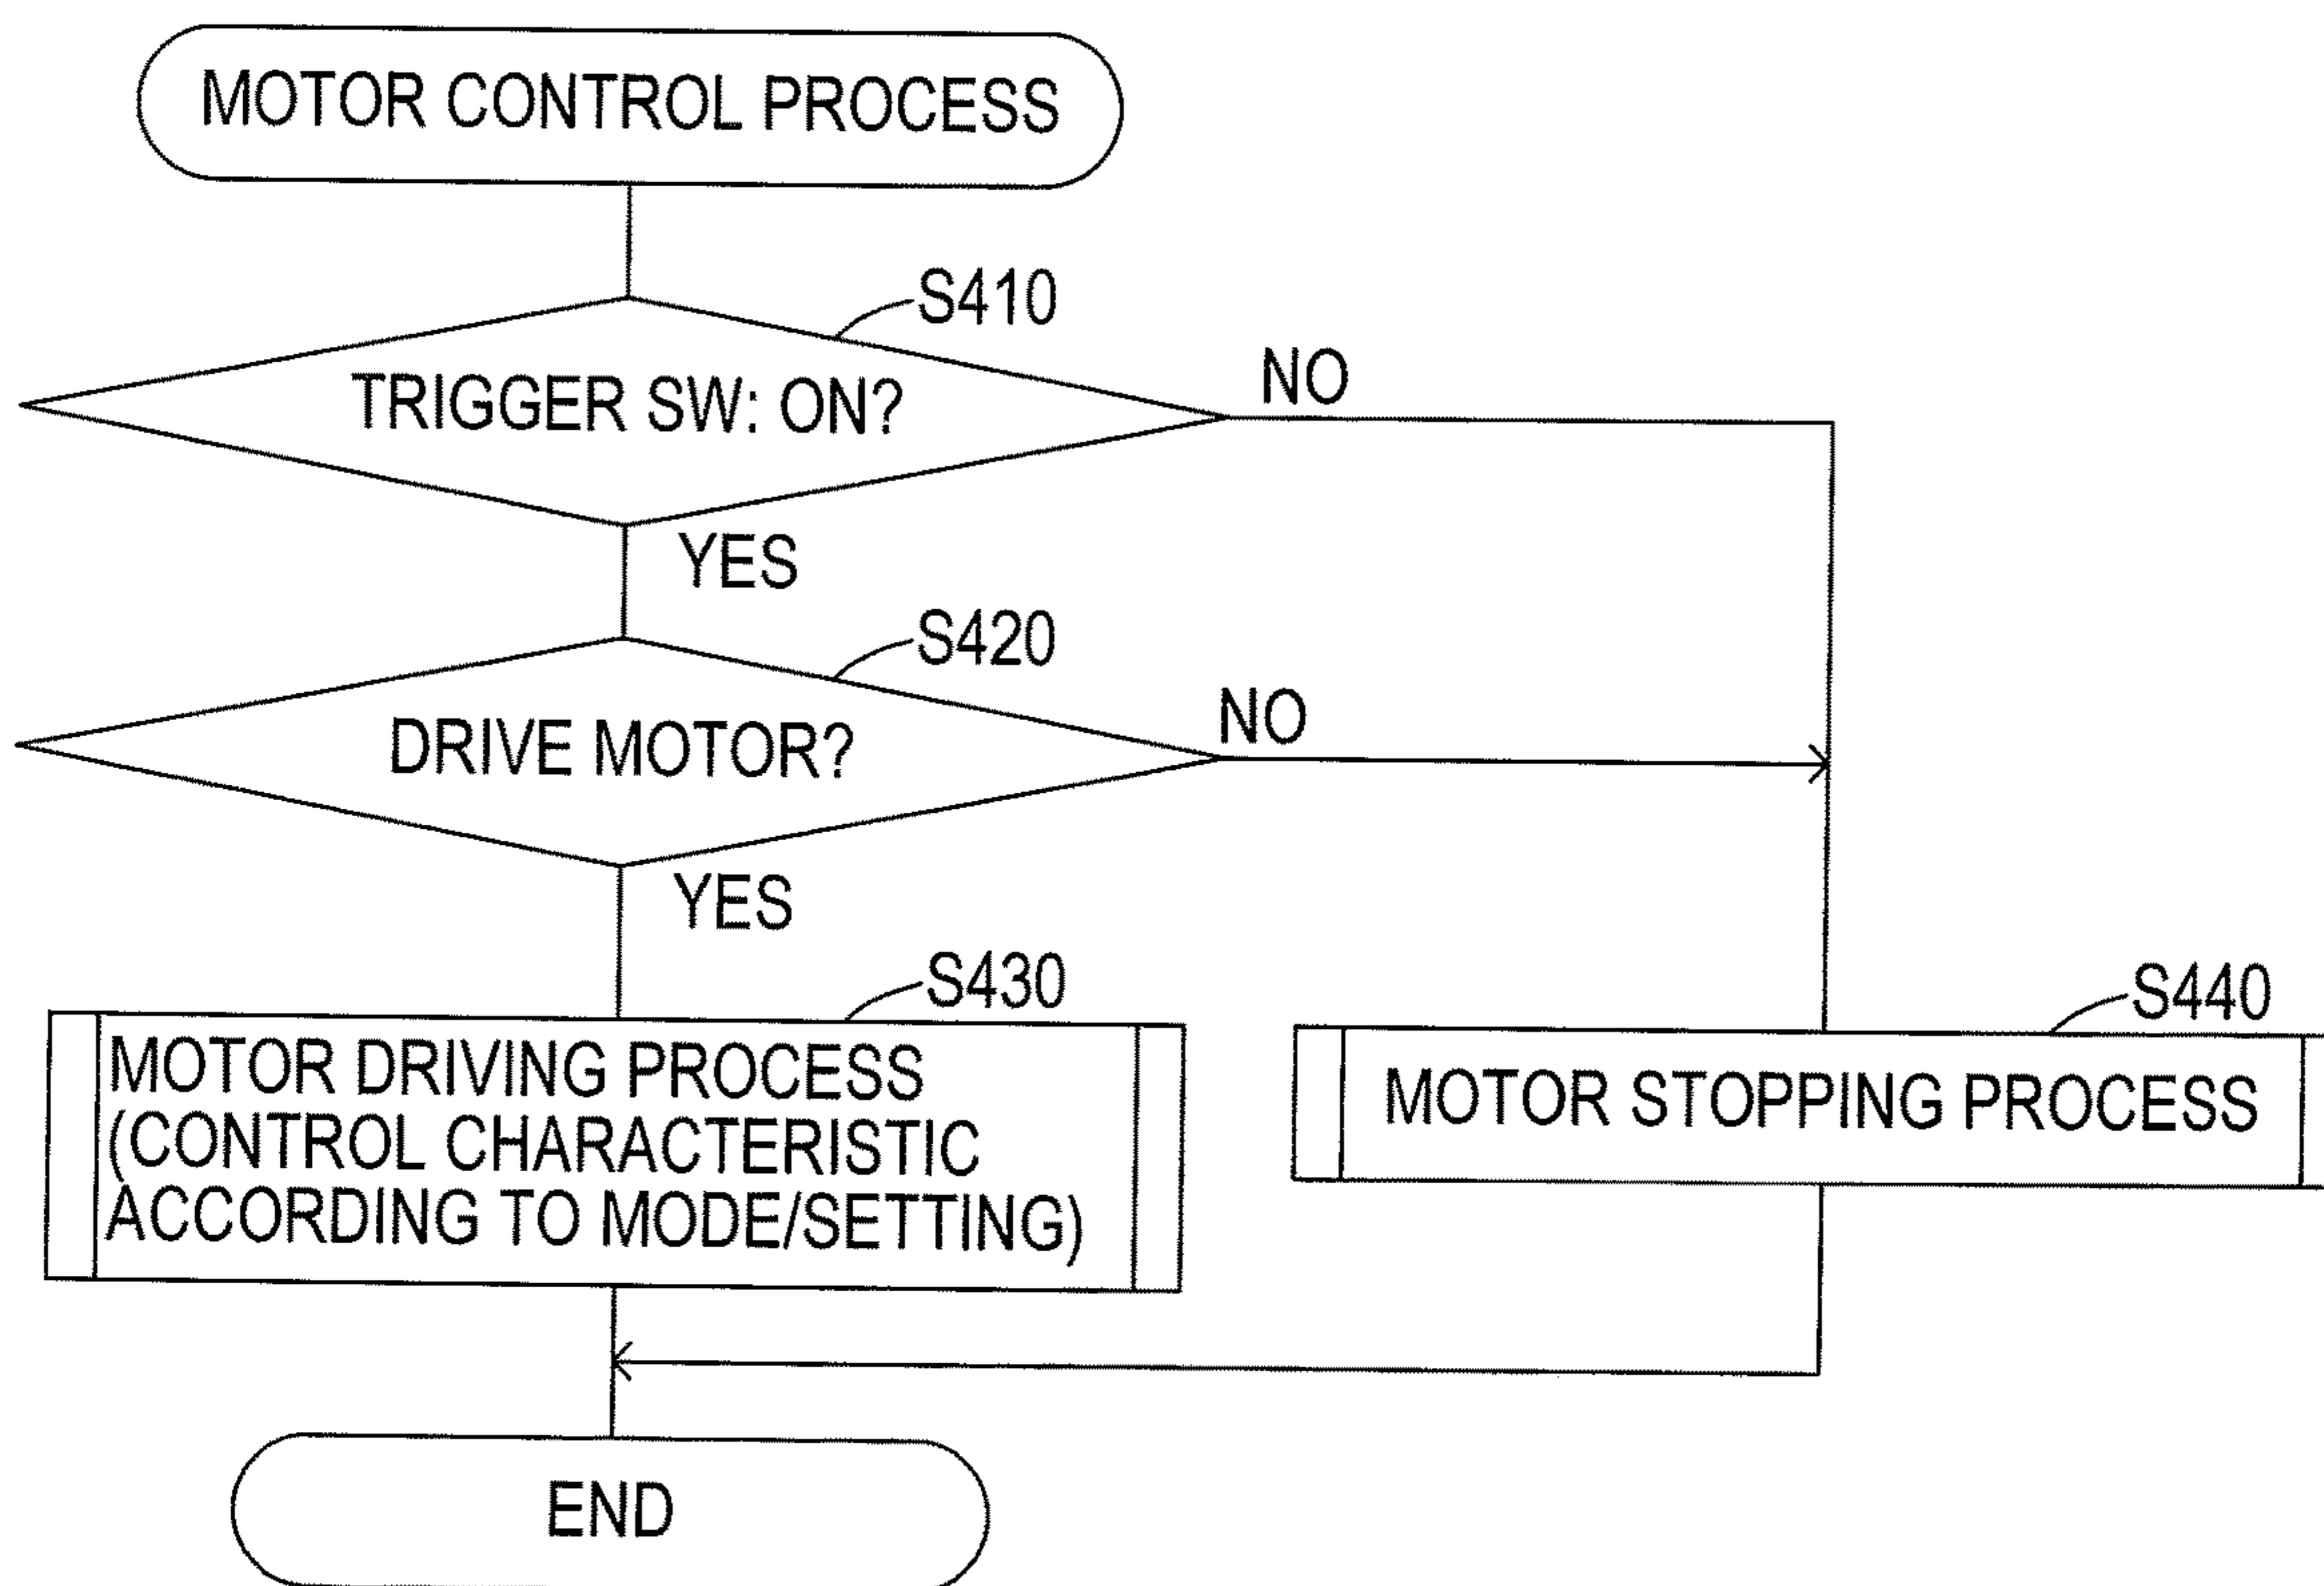 MOTOR CONTROL PROCESS
S410
TRIGGER SW: ON?
NO
YES
S420
DRIVE MOTOR?
NO
YES
S430
MOTOR DRIVING PROCESS
(CONTROL CHARACTERISTIC
ACCORDING TO MODE/SETTING)
S440
MOTOR STOPPING PROCESS
END